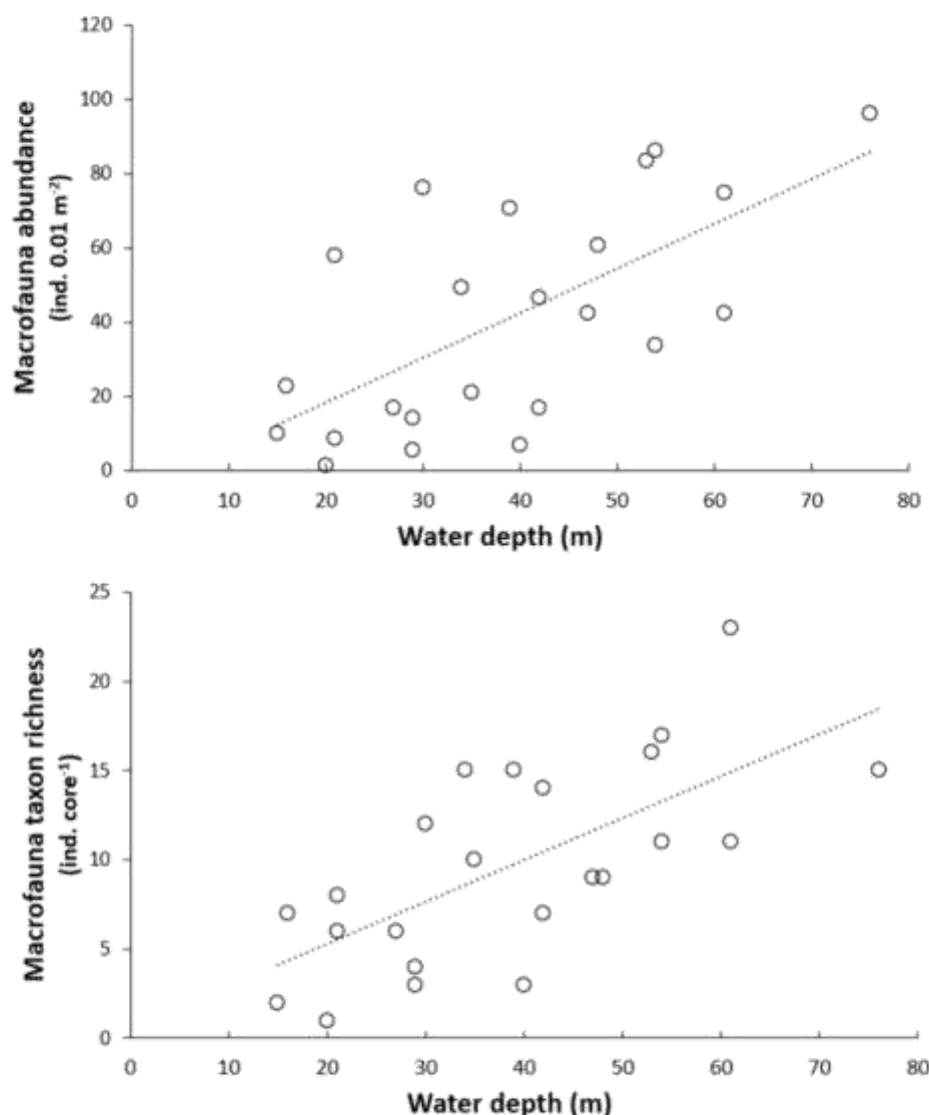 Macrofauna abundance
(ind. 0.01 m⁻²)
120
100
80
60
40
20
0
0 10 20 30 40 50 60 70 80
Water depth (m)
Macrofauna taxon richness
(ind. core⁻¹)
25
20
15
10
5
0
0 10 20 30 40 50 60 70 80
Water depth (m)